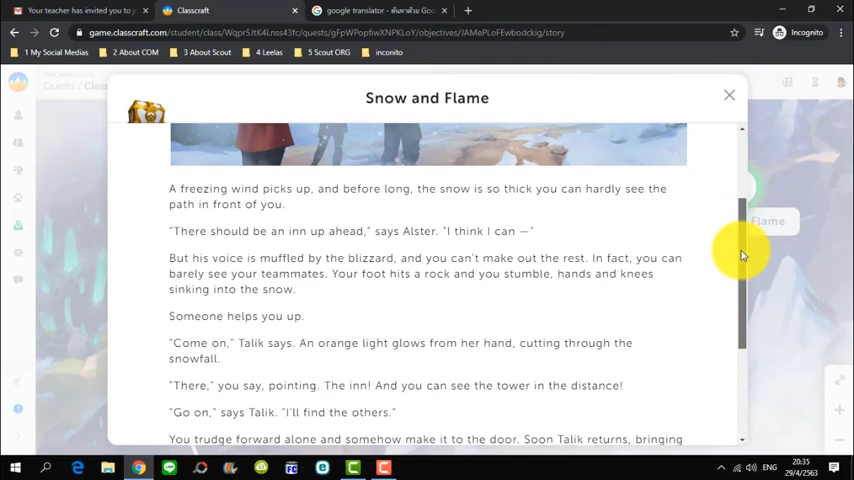 Your teacher has invited you to j
Classcraft
google translator - ค้นหาด้วย Goo
game.classcraft.com/student/class/Wqpr5JtK4Lnss43fc/quests/gFpWPopfiwXNPKLoY/objectives/JAMePLoFEwbodckig/story
Incognito
1 My Social Medias
2 About COM
3 About Scout
4 Leelas
5 Scout ORG
inconito
Quests / Class
Snow and Flame
Flame
A freezing wind picks up, and before long, the snow is so thick you can hardly see the
path in front of you.
"There should be an inn up ahead," says Alster. "I think I can —"
But his voice is muffled by the blizzard, and you can't make out the rest. In fact, you can
barely see your teammates. Your foot hits a rock and you stumble, hands and knees
sinking into the snow.
Someone helps you up.
"Come on," Talik says. An orange light glows from her hand, cutting through the
snowfall.
"There," you say, pointing. The inn! And you can see the tower in the distance!
"Go on," says Talik. "I'll find the others."
You trudge forward alone and somehow make it to the door. Soon Talik returns, bringing
ENG
20:35
29/4/2563